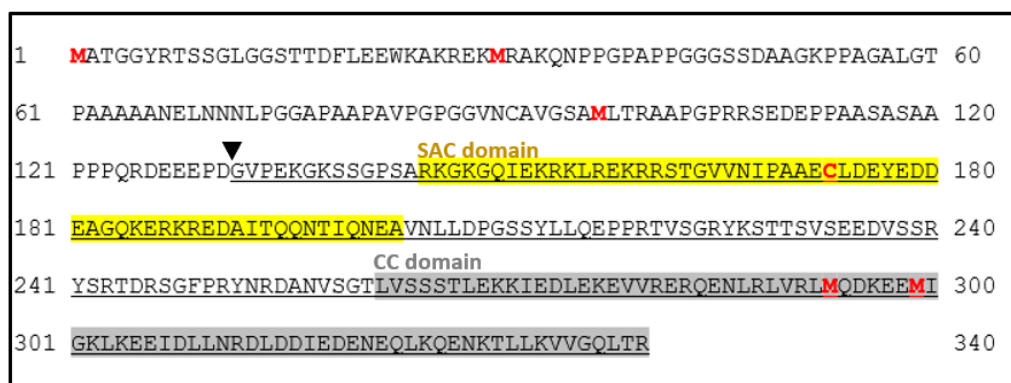 1 MATGGYRTSSGLGGSTTDFLEEWKAKREKMRAKQNPPGPAPPGGGSSDAAGKPPAGALGT 60
61 PAAAAANELNNNLPGGAPAAPAVPGPGGVNCAVGSAMLTRAAPGPRRSEDEPPAASASAA 120
SAC domain
121 PPPQRDEEEPDGVPEKGKSSGPSARKGKGQIEKRKLREKRRSTGVVNIPAAECLDEYEDD 180
181 EAGQKERKREDAITQQNTIQNEAVNLLDPGSSYLLQEPPRTVSGRYKSTTSVSEEDVSSR 240
CC domain
241 YSRTDRSGFPRYNRDANVSGTLVSSSTLEKKIEDLEKEVVRERQENLRLVRLMQDKEEMI 300
301 GKLKEEIDLLNRDLDDIEDENEQLKQENKTLLKVVGQLTR 340